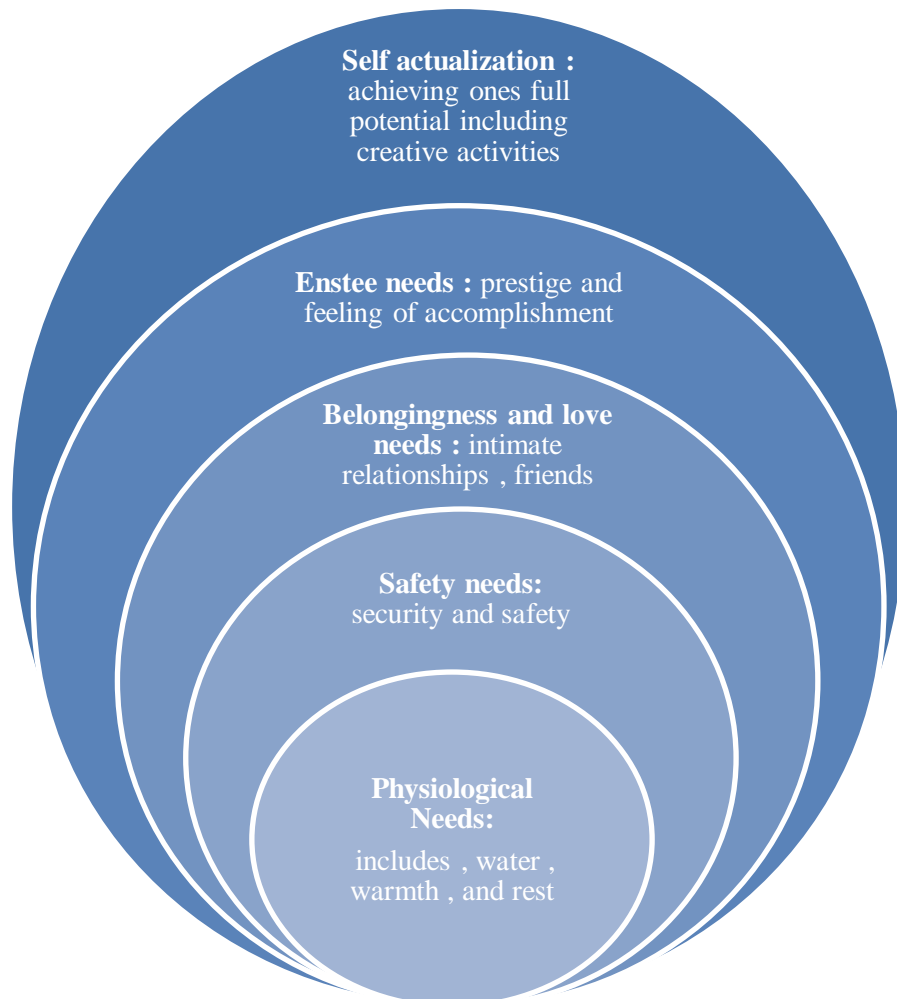 Self actualization :
achieving ones full
potential including
creative activities
Enstee needs : prestige and
feeling of accomplishment
Belongingness and love
needs : intimate
relationships , friends
Safety needs:
security and safety
Physiological
Needs:
includes , water ,
warmth , and rest